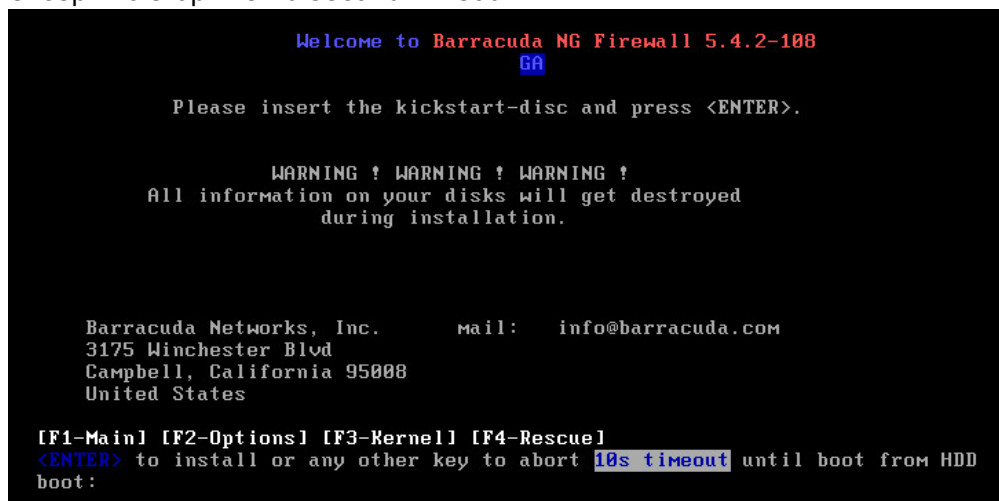 Welcome to Barracuda NG Firewall 5.4.2-108
GA
Please insert the kickstart-disc and press <ENTER>.
WARNING ! WARNING ! WARNING !
All information on your disks will get destroyed
during installation.
Barracuda Networks, Inc. mail: info@barracuda.com
3175 Winchester Blvd
Campbell, California 95008
United States
[F1-Main] [F2-Options] [F3-Kernel] [F4-Rescue]
<ENTER> to install or any other key to abort 10s timeout until boot from HDD
boot: